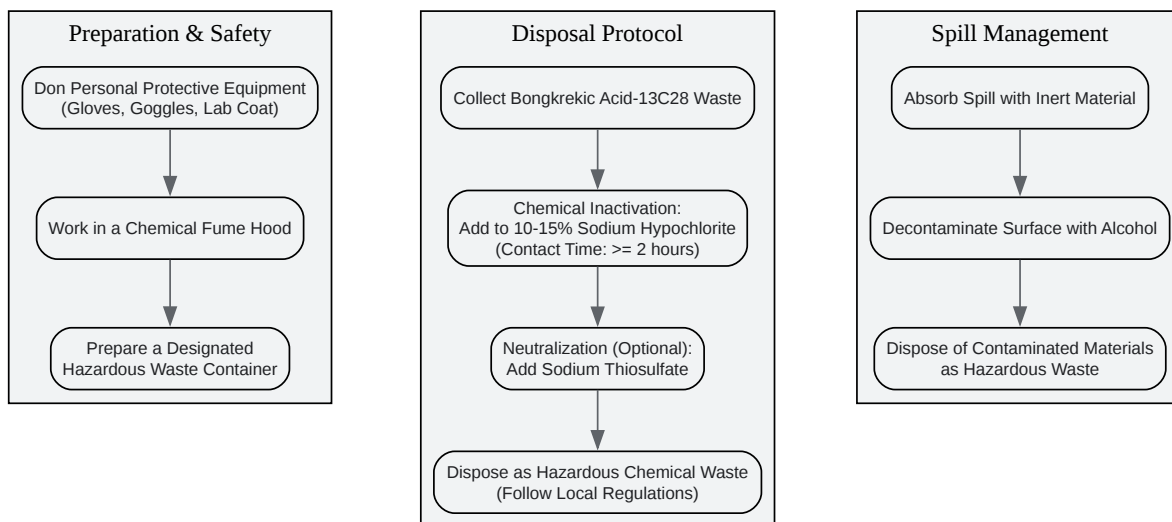 Preparation & Safety
Don Personal Protective Equipment
(Gloves, Goggles, Lab Coat)
Work in a Chemical Fume Hood
Prepare a Designated
Hazardous Waste Container
Disposal Protocol
Collect Bongkrekic Acid-13C28 Waste
Chemical Inactivation:
Add to 10-15% Sodium Hypochlorite
(Contact Time: >= 2 hours)
Neutralization (Optional):
Add Sodium Thiosulfate
Dispose as Hazardous Chemical Waste
(Follow Local Regulations)
Spill Management
Absorb Spill with Inert Material
Decontaminate Surface with Alcohol
Dispose of Contaminated Materials
as Hazardous Waste